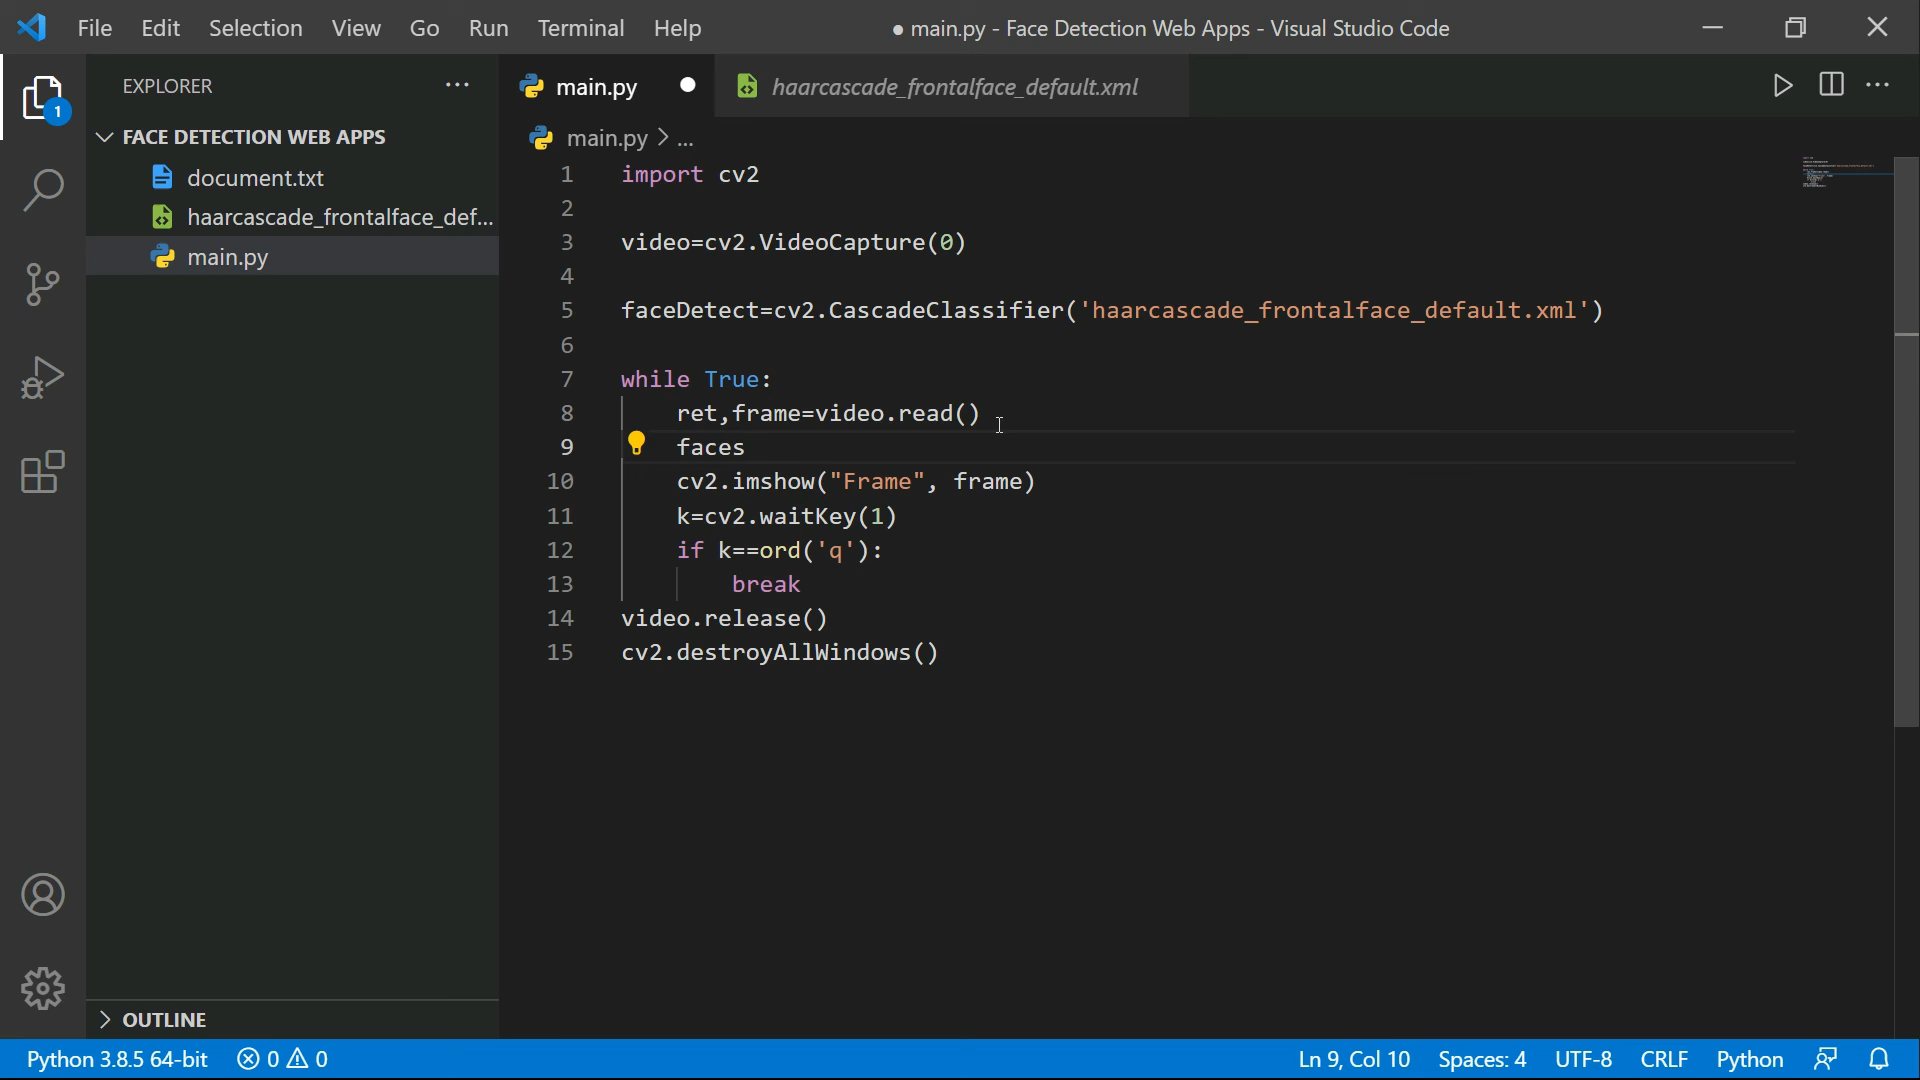 File Edit Selection View Go Run Terminal Help ● main.py - Face Detection Web Apps - Visual Studio Code
EXPLORER ...
main.py ●
haarcascade_frontalface_default.xml
1
FACE DETECTION WEB APPS
document.txt
haarcascade_frontalface_def...
main.py
main.py > ...
1 import cv2
2
3 video=cv2.VideoCapture(0)
4
5 faceDetect=cv2.CascadeClassifier('haarcascade_frontalface_default.xml')
6
7 while True:
8 ret,frame=video.read()
9 faces
10 cv2.imshow("Frame", frame)
11 k=cv2.waitKey(1)
12 if k==ord('q'):
13 break
14 video.release()
15 cv2.destroyAllWindows()
OUTLINE
Python 3.8.5 64-bit 0 0 Ln 9, Col 10 Spaces: 4 UTF-8 CRLF Python